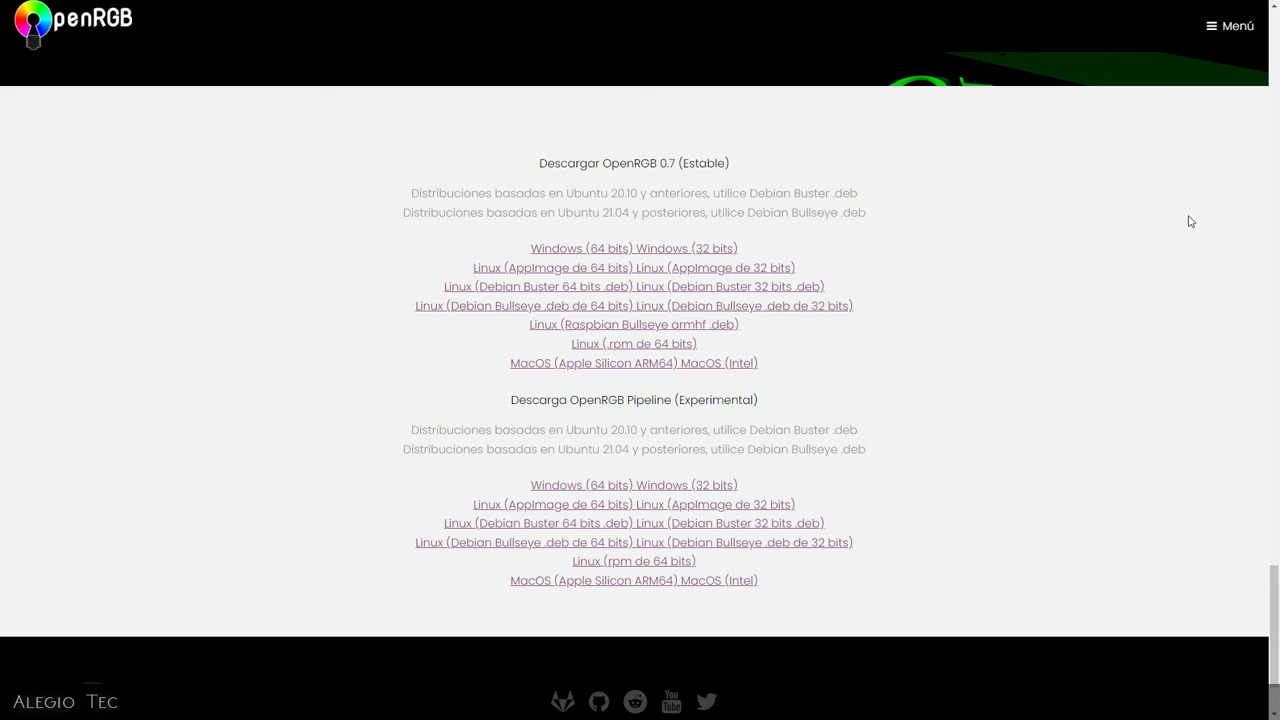 penRGB
Menú
Descargar OpenRGB 0.7 (Estable)
Distribuciones basadas en Ubuntu 20.10 y anteriores, utilice Debian Buster .deb
Distribuciones basadas en Ubuntu 21.04 y posteriores, utilice Debian Bullseye .deb
Windows (64 bits) Windows (32 bits)
Linux (AppImage de 64 bits) Linux (AppImage de 32 bits)
Linux (Debian Buster 64 bits .deb) Linux (Debian Buster 32 bits .deb)
Linux (Debian Bullseye .deb de 64 bits) Linux (Debian Bullseye .deb de 32 bits)
Linux (Raspbian Bullseye armhf .deb)
Linux (.rpm de 64 bits)
MacOS (Apple Silicon ARM64) MacOS (Intel)
Descarga OpenRGB Pipeline (Experimental)
Distribuciones basadas en Ubuntu 20.10 y anteriores, utilice Debian Buster .deb
Distribuciones basadas en Ubuntu 21.04 y posteriores, utilice Debian Bullseye .deb
Windows (64 bits) Windows (32 bits)
Linux (AppImage de 64 bits) Linux (AppImage de 32 bits)
Linux (Debian Buster 64 bits .deb) Linux (Debian Buster 32 bits .deb)
Linux (Debian Bullseye .deb de 64 bits) Linux (Debian Bullseye .deb de 32 bits)
Linux (rpm de 64 bits)
MacOS (Apple Silicon ARM64) MacOS (Intel)
Alegio Tec
You Tube